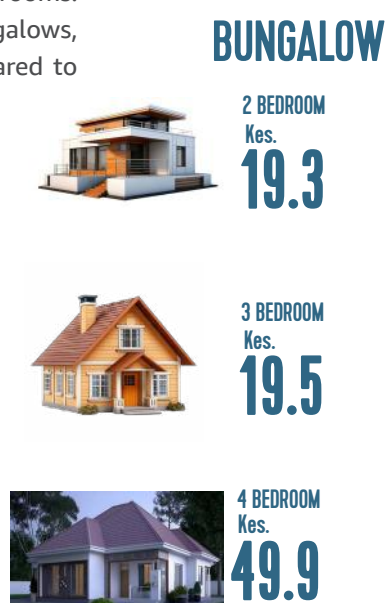 galows,
ared to
BUNGALOW
2 BEDROOM
Kes.
19.3
3 BEDROOM
Kes.
19.5
4 BEDROOM
Kes.
49.9